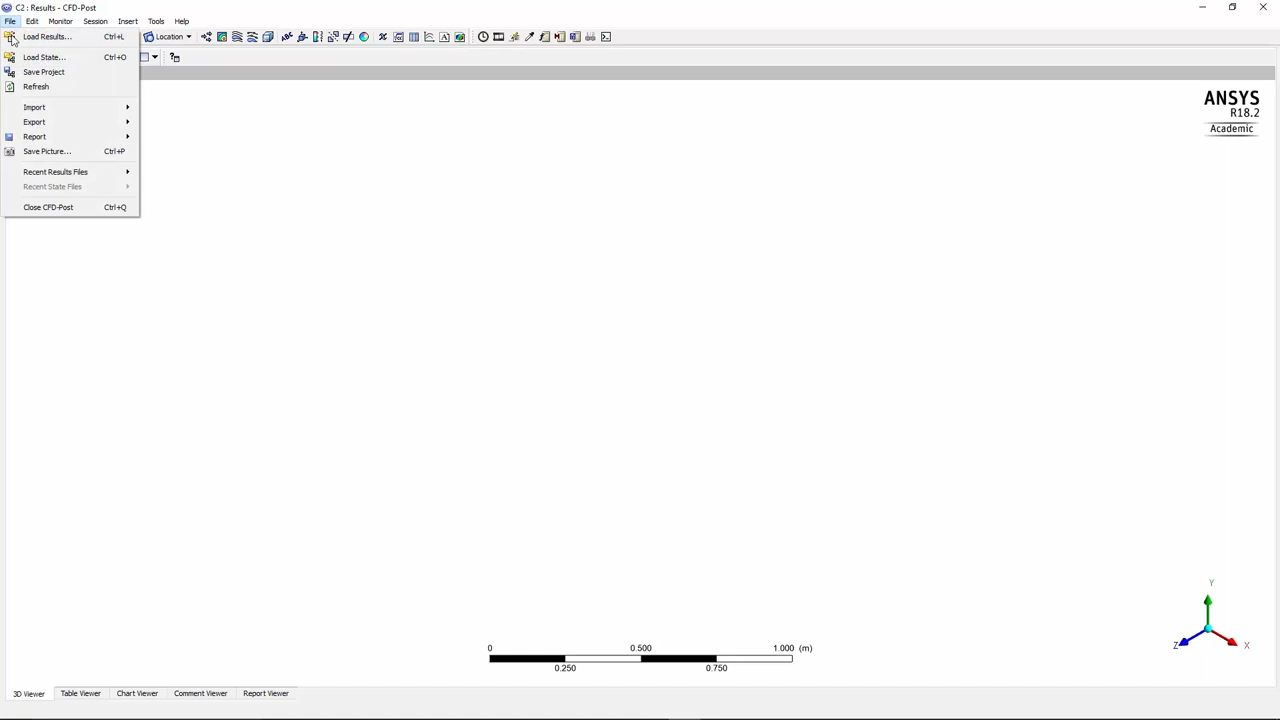 C2 : Results - CFD-Post
File Edit Monitor Session Insert Tools Help
Load Results... Ctrl+L
Location
Load State... Ctrl+O
Save Project
Refresh
Import
Export
Report
Save Picture... Ctrl+P
Recent Results Files
Recent State Files
Close CFD-Post Ctrl+Q
ANSYS
R18.2
Academic
Y
Z X
0 0.500 1.000 (m)
0.250 0.750
3D Viewer Table Viewer Chart Viewer Comment Viewer Report Viewer